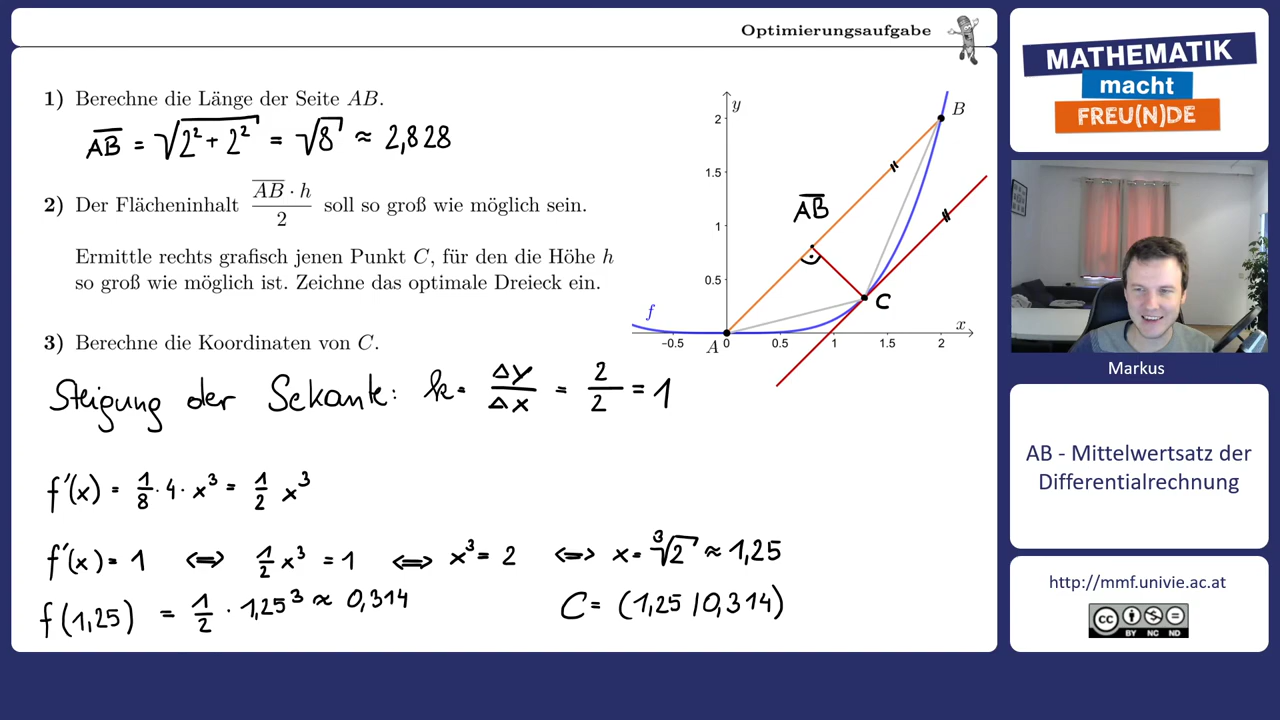 Optimierungsaufgabe
1) Berechne die Länge der Seite AB.
AB = √2² + 2² = √8 ≈ 2,828
2) Der Flächeninhalt AB · h / 2 soll so groß wie möglich sein.
Ermittle rechts grafisch jenen Punkt C, für den die Höhe h
so groß wie möglich ist. Zeichne das optimale Dreieck ein.
3) Berechne die Koordinaten von C.
Steigung der Sekante: k = Δy/Δx = 2/2 = 1
f'(x) = 1/8 · 4 · x³ = 1/2 x³
f'(x) = 1 ⟺ 1/2 x³ = 1 ⟺ x³ = 2 ⟺ x = ³√2 ≈ 1,25
f(1,25) = 1/2 · 1,25³ ≈ 0,314 C = (1,25 | 0,314)
y
B
2
1.5
AB
1
0.5
C
f
x
A
−0.5 0 0.5 1 1.5 2
MATHEMATIK
macht
FREU(N)DE
Markus
AB - Mittelwertsatz der
Differentialrechnung
http://mmf.univie.ac.at
cc
BY NC ND